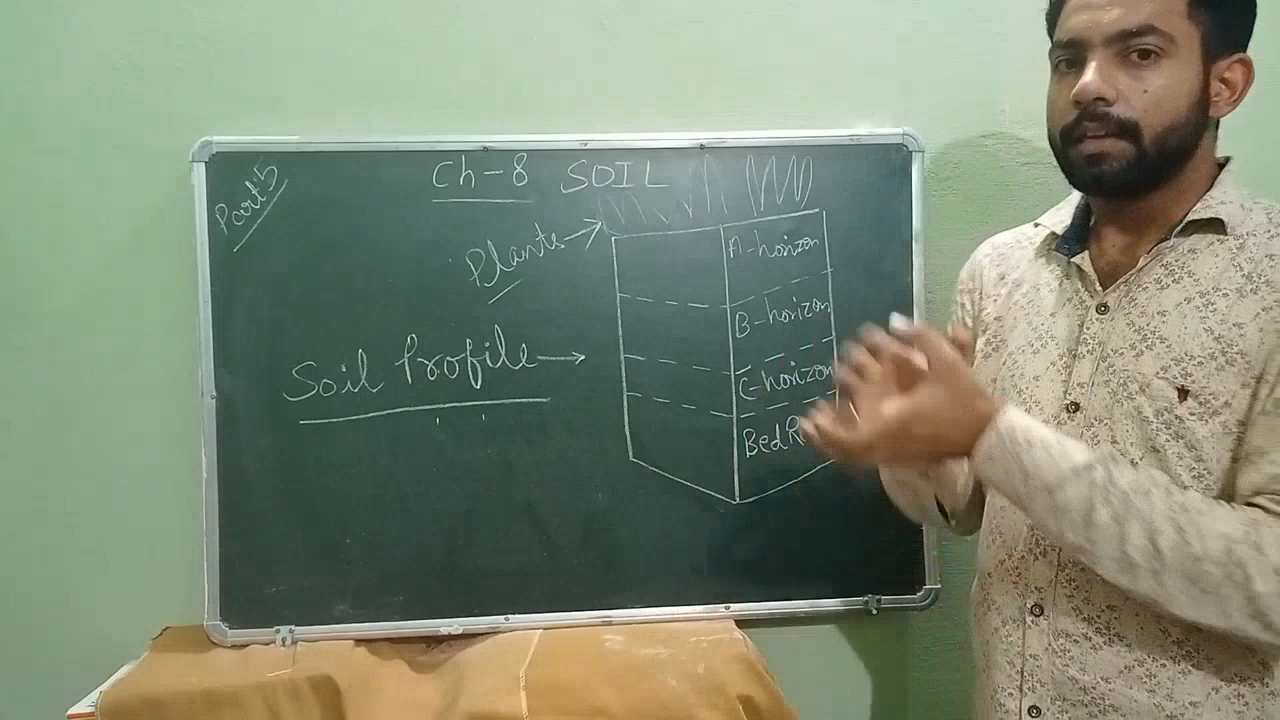 Part 5
Ch-8 SOIL
Plants
A-horizon
B-horizon
Soil Profile
C-horizon
Bed